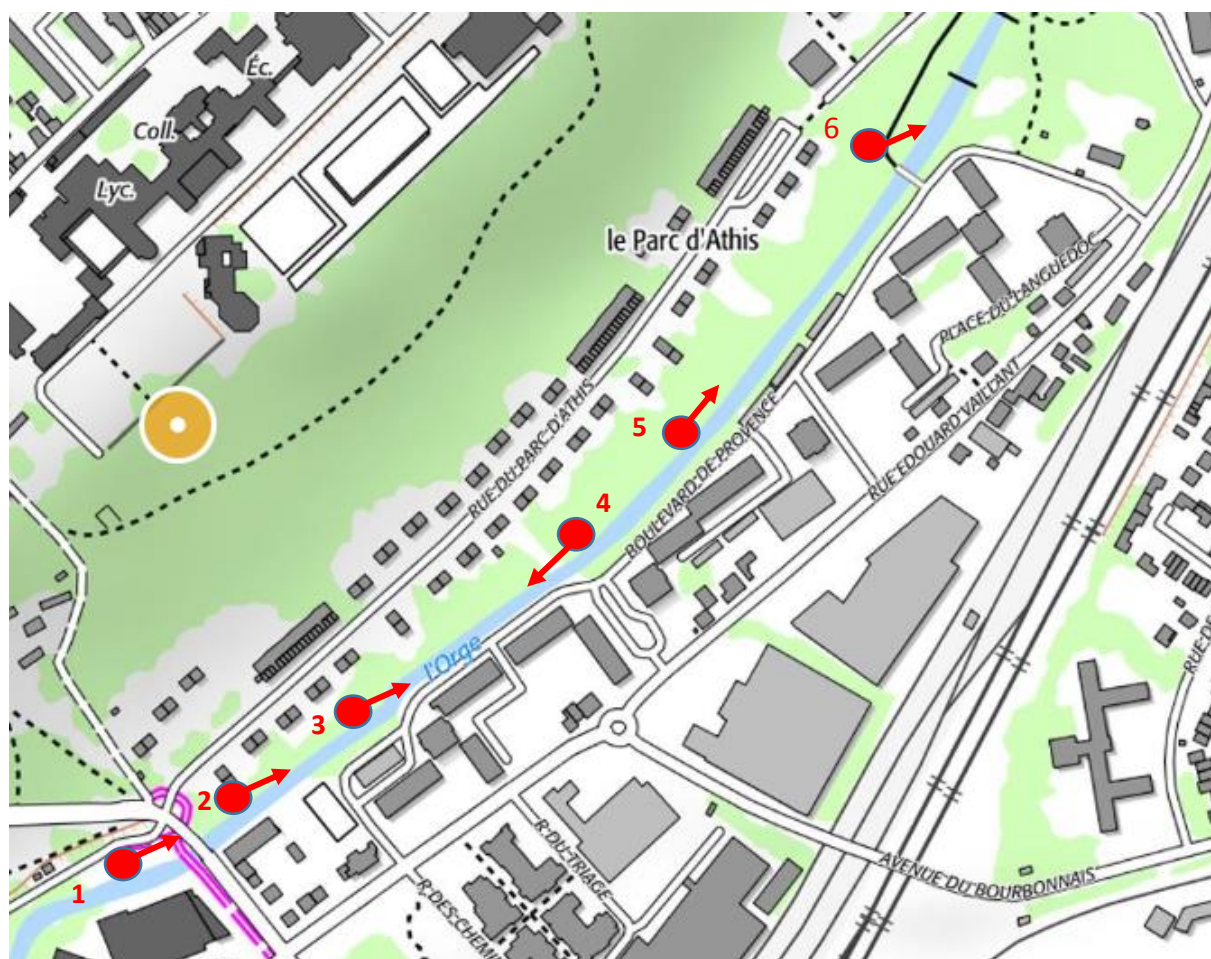 Éc.
Coll.
Lyc.
6
le Parc d'Athis
PLACE DU LANGUEDOC
RUE EDOUARD VAILLANT
5
RUE DU PARC D'ATHIS
BOULEVARD DE PROVENCE
4
l'Orge
RUE DE
3
2
1
R. DU TRIAGE
AVENUE DU BOURBONNAIS
R. DES CHEMI